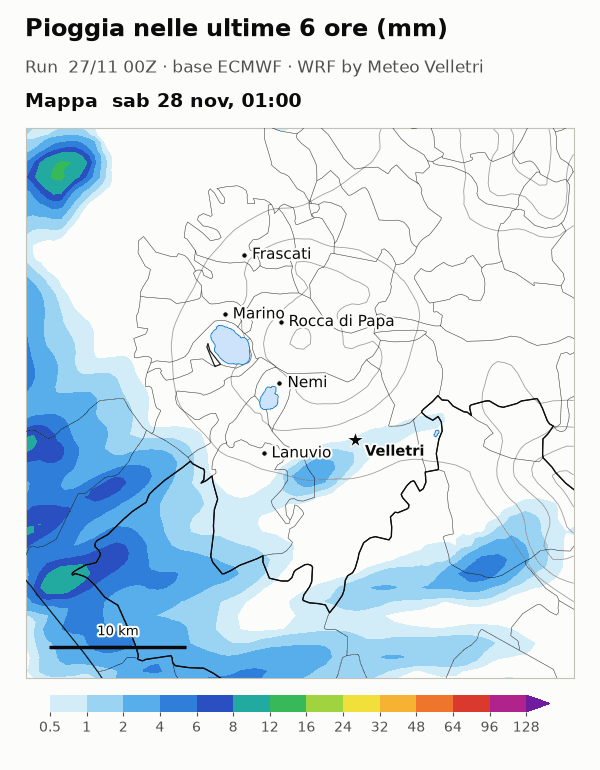 Pioggia nelle ultime 6 ore (mm)
Run 27/11 00Z · base ECMWF · WRF by Meteo Velletri
Mappa sab 28 nov, 01:00
Frascati
Marino
Rocca di Papa
Nemi
Lanuvio
Velletri
10 km
0.5 1 2 4 6 8 12 16 24 32 48 64 96 128